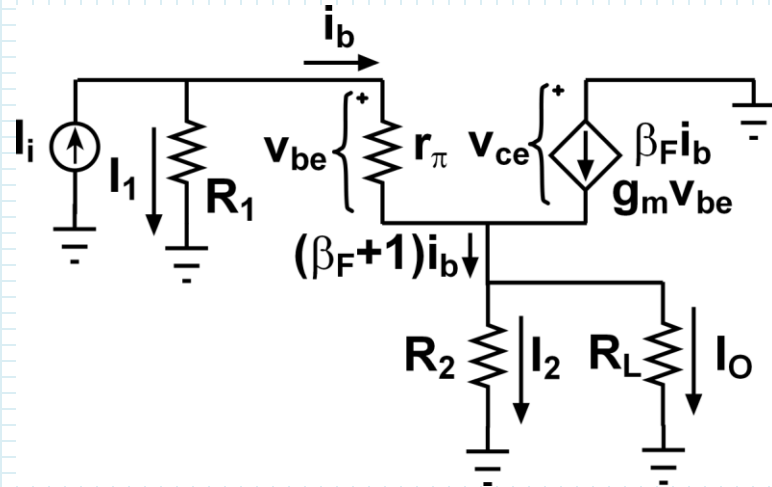 i_b
I_i
I_1
R_1
v_be
+
r_π
v_ce
+
β_F i_b
g_m v_be
(β_F+1)i_b
R_2
I_2
R_L
I_O